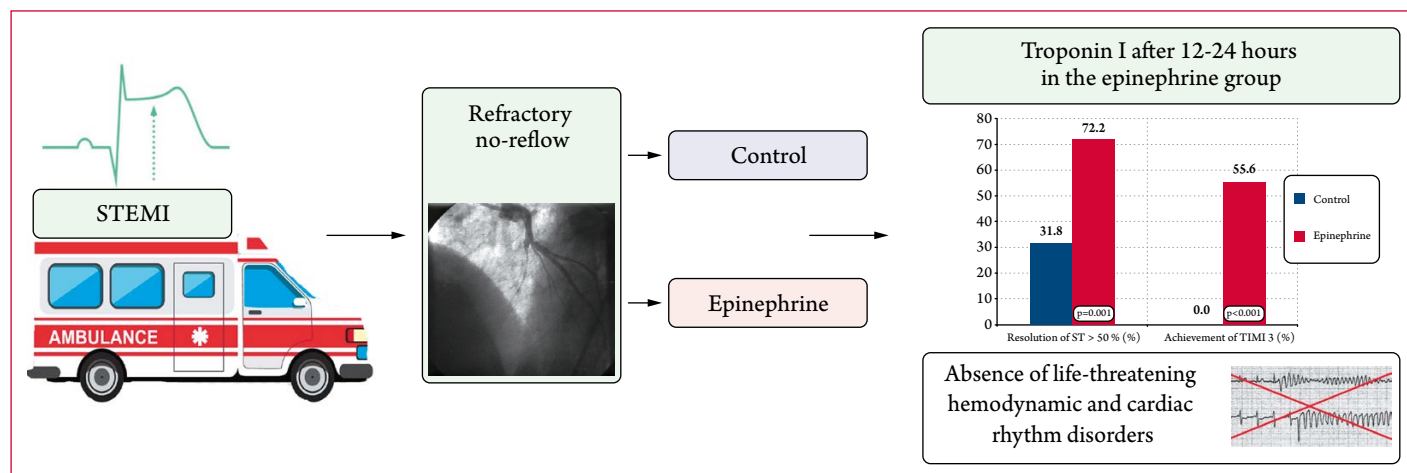 STEMI
AMBULANCE
Refractory
no-reflow
Control
Epinephrine
Troponin I after 12-24 hours
in the epinephrine group
80
70
60
50
40
30
20
10
0
31.8
72.2
p=0.001
0.0
55.6
p<0.001
Resolution of ST > 50 % (%)
Achievement of TIMI 3 (%)
Control
Epinephrine
Absence of life-threatening
hemodynamic and cardiac
rhythm disorders